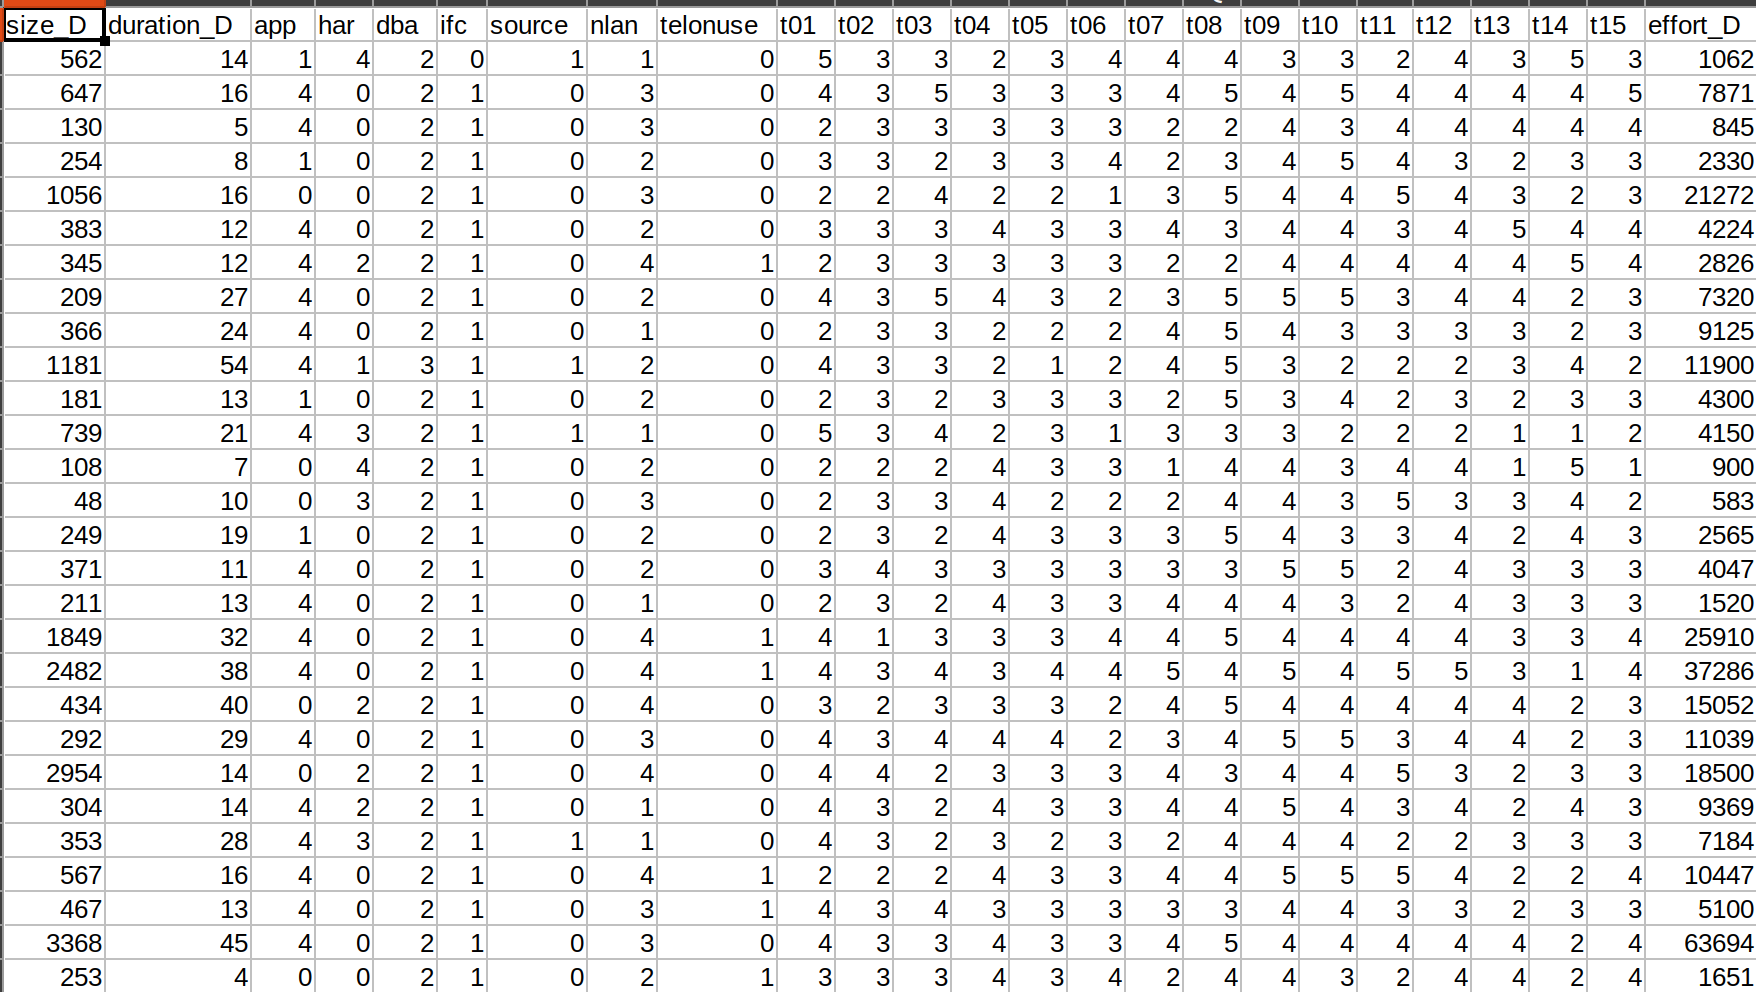 size_D duration_D app har dba ifc source nlan telonuse t01 t02 t03 t04 t05 t06 t07 t08 t09 t10 t11 t12 t13 t14 t15 effort_D
562 14 1 4 2 0 1 1 0 5 3 3 2 3 4 4 4 3 3 2 4 3 5 3 1062
647 16 4 0 2 1 0 3 0 4 3 5 3 3 3 4 5 4 5 4 4 4 4 5 7871
130 5 4 0 2 1 0 3 0 2 3 3 3 3 3 2 2 4 3 4 4 4 4 4 845
254 8 1 0 2 1 0 2 0 3 3 2 3 3 4 2 3 4 5 4 3 2 3 3 2330
1056 16 0 0 2 1 0 3 0 2 2 4 2 2 1 3 5 4 4 5 4 3 2 3 21272
383 12 4 0 2 1 0 2 0 3 3 3 4 3 3 4 3 4 4 3 4 5 4 4 4224
345 12 4 2 2 1 0 4 1 2 3 3 3 3 3 2 2 4 4 4 4 4 5 4 2826
209 27 4 0 2 1 0 2 0 4 3 5 4 3 2 3 5 5 5 3 4 4 2 3 7320
366 24 4 0 2 1 0 1 0 2 3 3 2 2 2 4 5 4 3 3 3 3 2 3 9125
1181 54 4 1 3 1 1 2 0 4 3 3 2 1 2 4 5 3 2 2 2 3 4 2 11900
181 13 1 0 2 1 0 2 0 2 3 2 3 3 3 2 5 3 4 2 3 2 3 3 4300
739 21 4 3 2 1 1 1 0 5 3 4 2 3 1 3 3 3 2 2 2 1 1 2 4150
108 7 0 4 2 1 0 2 0 2 2 2 4 3 3 1 4 4 3 4 4 1 5 1 900
48 10 0 3 2 1 0 3 0 2 3 3 4 2 2 2 4 4 3 5 3 3 4 2 583
249 19 1 0 2 1 0 2 0 2 3 2 4 3 3 3 5 4 3 3 4 2 4 3 2565
371 11 4 0 2 1 0 2 0 3 4 3 3 3 3 3 3 5 5 2 4 3 3 3 4047
211 13 4 0 2 1 0 1 0 2 3 2 4 3 3 4 4 4 3 2 4 3 3 3 1520
1849 32 4 0 2 1 0 4 1 4 1 3 3 3 4 4 5 4 4 4 4 3 3 4 25910
2482 38 4 0 2 1 0 4 1 4 3 4 3 4 4 5 4 5 4 5 5 3 1 4 37286
434 40 0 2 2 1 0 4 0 3 2 3 3 3 2 4 5 4 4 4 4 4 2 3 15052
292 29 4 0 2 1 0 3 0 4 3 4 4 4 2 3 4 5 5 3 4 4 2 3 11039
2954 14 0 2 2 1 0 4 0 4 4 2 3 3 3 4 3 4 4 5 3 2 3 3 18500
304 14 4 2 2 1 0 1 0 4 3 2 4 3 3 4 4 5 4 3 4 2 4 3 9369
353 28 4 3 2 1 1 1 0 4 3 2 3 2 3 2 4 4 4 2 2 3 3 3 7184
567 16 4 0 2 1 0 4 1 2 2 2 4 3 3 4 4 5 5 5 4 2 2 4 10447
467 13 4 0 2 1 0 3 1 4 3 4 3 3 3 3 3 4 4 3 3 2 3 3 5100
3368 45 4 0 2 1 0 3 0 4 3 3 4 3 3 4 5 4 4 4 4 4 2 4 63694
253 4 0 0 2 1 0 2 1 3 3 3 4 3 4 2 4 4 3 2 4 4 2 4 1651